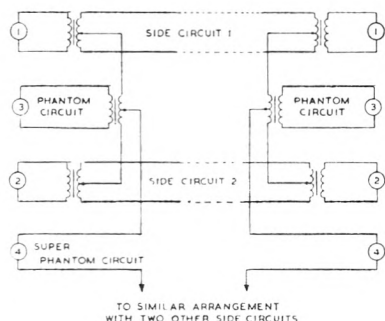 1
SIDE CIRCUIT 1
1
3
PHANTOM
CIRCUIT
PHANTOM
CIRCUIT
3
2
SIDE CIRCUIT 2
2
4
SUPER
PHANTOM CIRCUIT
4
TO SIMILAR ARRANGEMENT
WITH TWO OTHER SIDE CIRCUITS